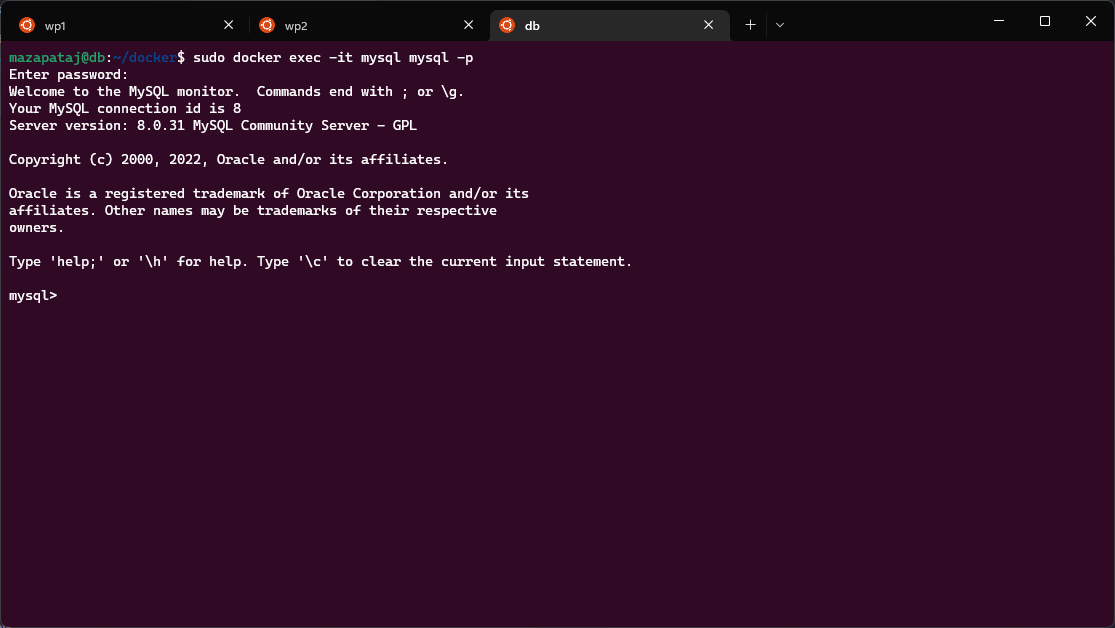 wp1
wp2
db
mazapataj@db:~/docker$ sudo docker exec -it mysql mysql -p
Enter password:
Welcome to the MySQL monitor.  Commands end with ; or \g.
Your MySQL connection id is 8
Server version: 8.0.31 MySQL Community Server - GPL

Copyright (c) 2000, 2022, Oracle and/or its affiliates.

Oracle is a registered trademark of Oracle Corporation and/or its
affiliates. Other names may be trademarks of their respective
owners.

Type 'help;' or '\h' for help. Type '\c' to clear the current input statement.

mysql>